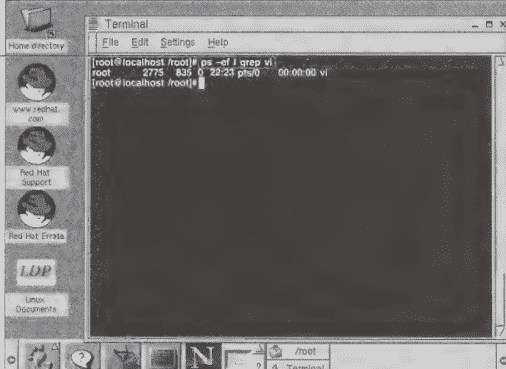 Terminal
File Edit Settings Help
Home directory
[root@localhost /root]# ps -ef | grep vi
root 2775 835 0 22:23 pts/0 00:00:00 vi
[root@localhost /root]#
www.redhat.
com
Red Hat
Support
Red Hat Errata
LDP
Linux
Documents
N
?
/root
Terminal